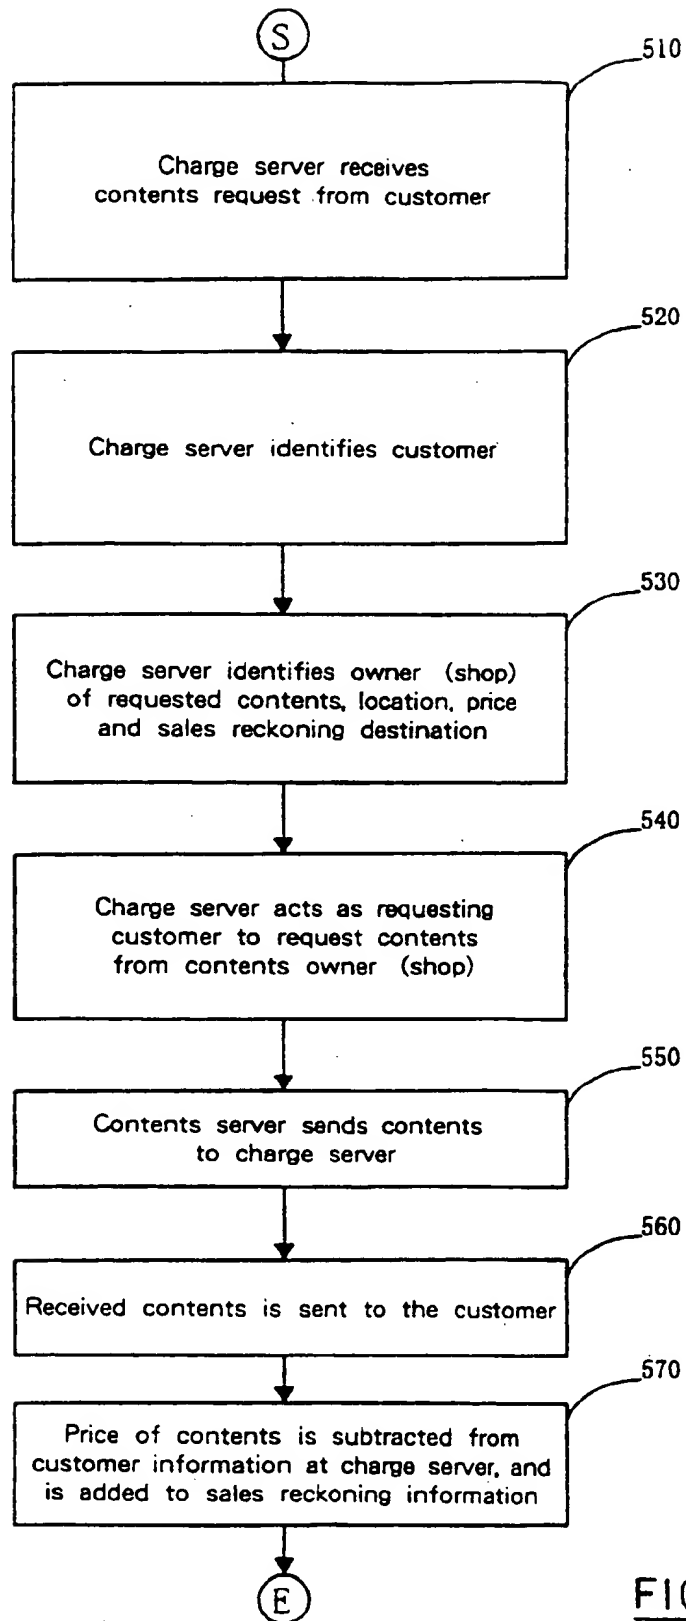 S
510
Charge server receives
contents request from customer
520
Charge server identifies customer
530
Charge server identifies owner (shop)
of requested contents, location, price
and sales reckoning destination
540
Charge server acts as requesting
customer to request contents
from contents owner (shop)
550
Contents server sends contents
to charge server
560
Received contents is sent to the customer
570
Price of contents is subtracted from
customer information at charge server, and
is added to sales reckoning information
E